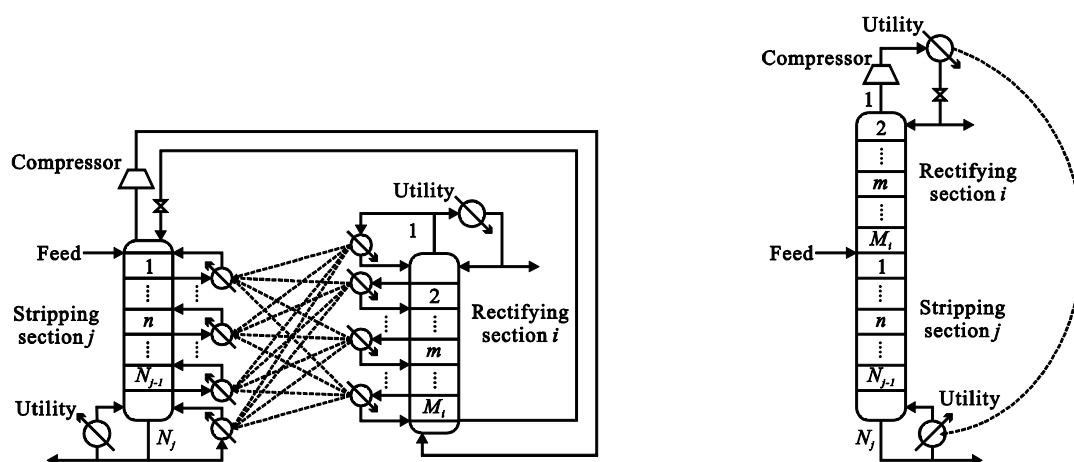 Compressor
Utility
1
Feed
1
2
Stripping
section j
n
Rectifying
section i
m
N_{j-1}
M_i
Utility
N_j
Utility
Compressor
1
2
Rectifying
section i
m
M_i
Feed
1
Stripping
section j
n
N_{j-1}
Utility
N_j